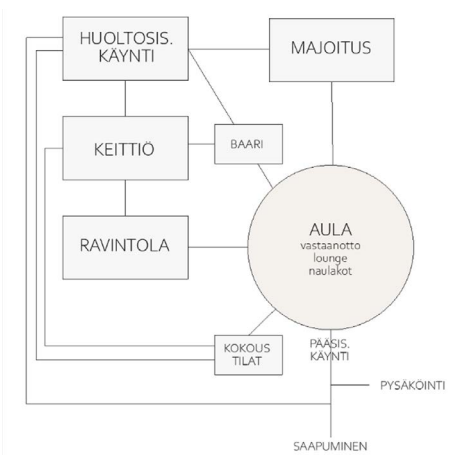 HUOLTOSIS.
KÄYNTI
MAJOITUS
KEITTIÖ
BAARI
RAVINTOLA
AULA
vastaanotto
lounge
naulakot
KOKOUS
TILAT
PÄÄSIS.
KÄYNTI
PYSÄKÖINTI
SAAPUMINEN